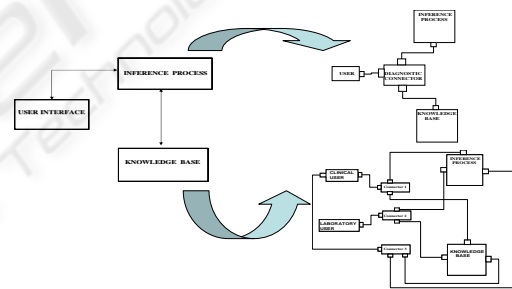 INFERENCE PROCESS
USER INTERFACE
KNOWLEDGE BASE
INFERENCE
PROCESS
USER
DIAGNOSTIC
CONNECTOR
KNOWLEDGE
BASE
INFERENCE
PROCESS
CLINICAL
USER
Connector 1
LABORATORY
USER
Connector 2
Connector 3
KNOWLEDGE
BASE